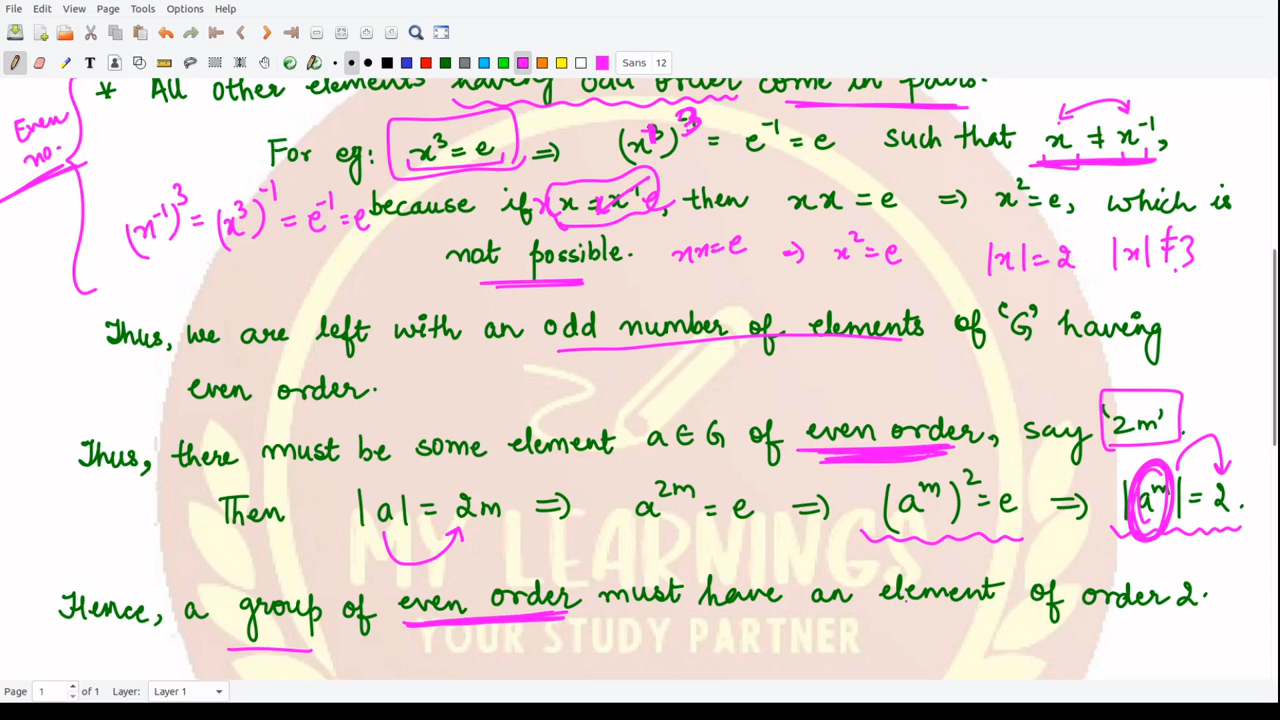 File Edit View Page Tools Options Help
Sans 12
* All other elements having odd order come in pairs.
Even no.
For eg: x³ = e ⇒ = e⁻¹ = e such that x ≠ x⁻¹,
(x⁻¹)³ = (x³)⁻¹ = e⁻¹ = e
because if x = x⁻¹, then xx = e ⇒ x² = e, which is
not possible. xx = e ⇒ x² = e |x| = 2 |x| ≠ 3
Thus, we are left with an odd number of elements of 'G' having
even order.
Thus, there must be some element a ∈ G of even order, say '2m'.
Then |a| = 2m ⇒ a²ᵐ = e ⇒ (aᵐ)² = e ⇒ |aᵐ| = 2.
MY LEARNINGS
Hence, a group of even order must have an element of order 2.
YOUR STUDY PARTNER
Page 1 of 1 Layer: Layer 1